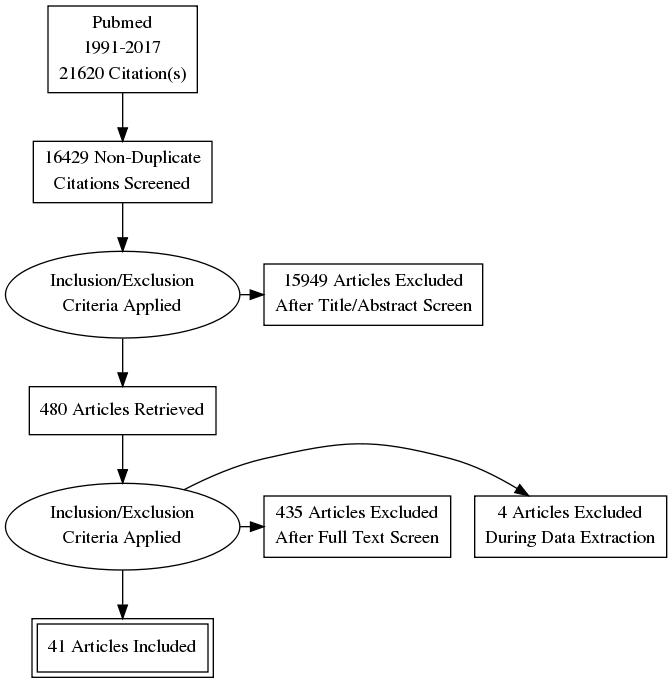 Pubmed
1991-2017
21620 Citation(s)
16429 Non-Duplicate
Citations Screened
Inclusion/Exclusion
Criteria Applied
15949 Articles Excluded
After Title/Abstract Screen
480 Articles Retrieved
Inclusion/Exclusion
Criteria Applied
435 Articles Excluded
After Full Text Screen
4 Articles Excluded
During Data Extraction
41 Articles Included